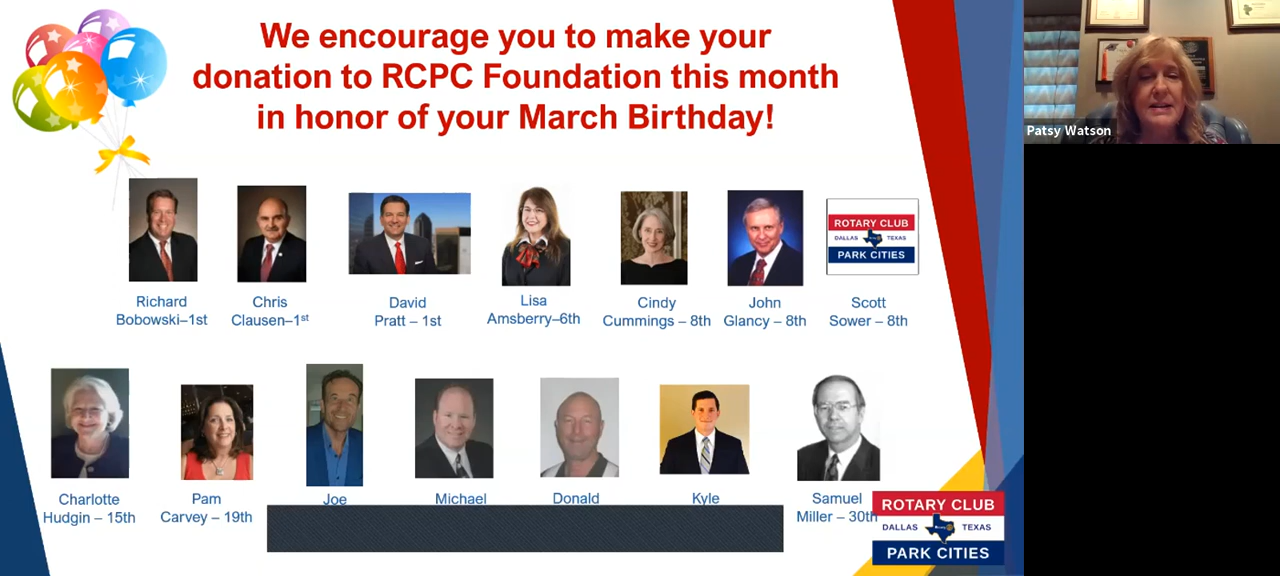 We encourage you to make your
donation to RCPC Foundation this month
in honor of your March Birthday!
Patsy Watson
ROTARY CLUB
DALLAS TEXAS
PARK CITIES
Richard
Bobowski–1st
Chris
Clausen–1st
David
Pratt – 1st
Lisa
Amsberry–6th
Cindy
Cummings – 8th
John
Glancy – 8th
Scott
Sower – 8th
Charlotte
Hudgin – 15th
Pam
Carvey – 19th
Joe
Michael
Donald
Kyle
Samuel
Miller – 30th
ROTARY CLUB
DALLAS TEXAS
PARK CITIES